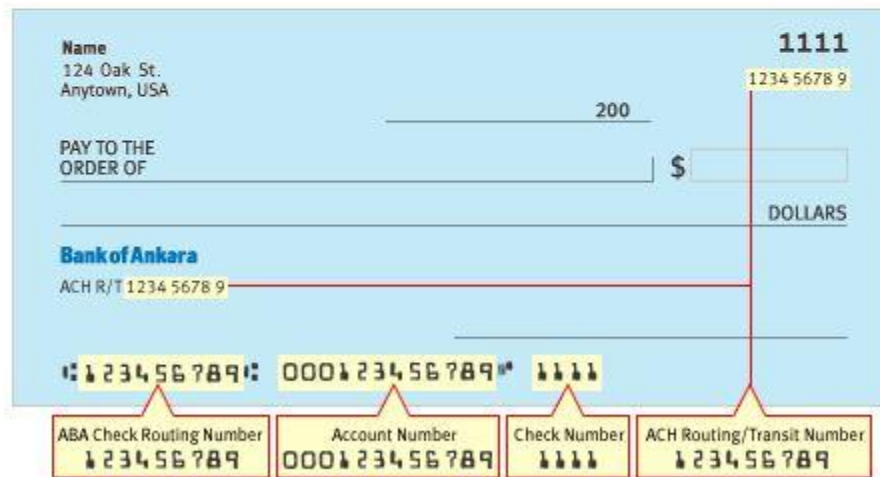 Name
1111
124 Oak St.
1234 5678 9
Anytown, USA
200
PAY TO THE
ORDER OF
$
DOLLARS
Bank of Ankara
ACH R/T 1234 5678 9
⑆123456789⑆ 000123456789⑈ 1111
ABA Check Routing Number
123456789
Account Number
000123456789
Check Number
1111
ACH Routing/Transit Number
123456789